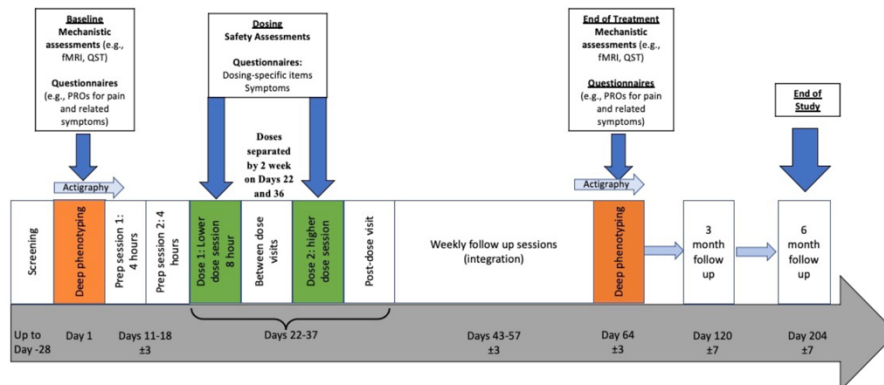 Baseline
Mechanistic
assessments (e.g.,
fMRI, QST)
Questionnaires
(e.g., PROs for pain
and related
symptoms)
Dosing
Safety Assessments
Questionnaires:
Dosing-specific items
Symptoms
End of Treatment
Mechanistic
assessments (e.g.,
fMRI, QST)
Questionnaires
(e.g., PROs for pain
and related
symptoms)
End of
Study
Doses
separated
by 2 week
on Days 22
and 36
Actigraphy
Actigraphy
Screening
Deep phenotyping
Prep session 1:
4 hours
Prep session 2: 4
hours
Dose 1: Lower
dose session
8 hour
Between dose
visits
Dose 2: higher
dose session
Post-dose visit
Weekly follow up sessions
(integration)
Deep phenotyping
3
month
follow
up
6
month
follow
up
Up to
Day -28
Day 1
Days 11-18
±3
Days 22-37
Days 43-57
±3
Day 64
±3
Day 120
±7
Day 204
±7